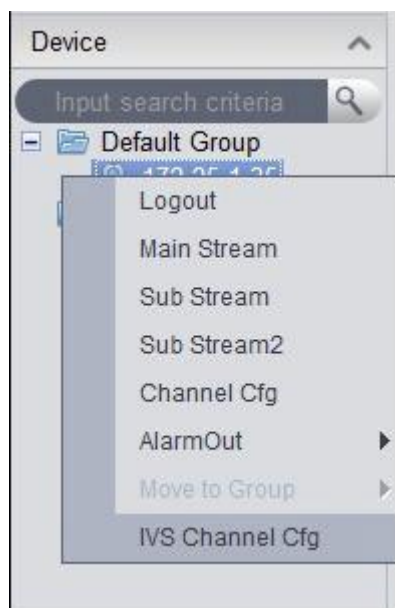 Device
Input search criteria
Default Group
Logout
Main Stream
Sub Stream
Sub Stream2
Channel Cfg
AlarmOut
Move to Group
IVS Channel Cfg